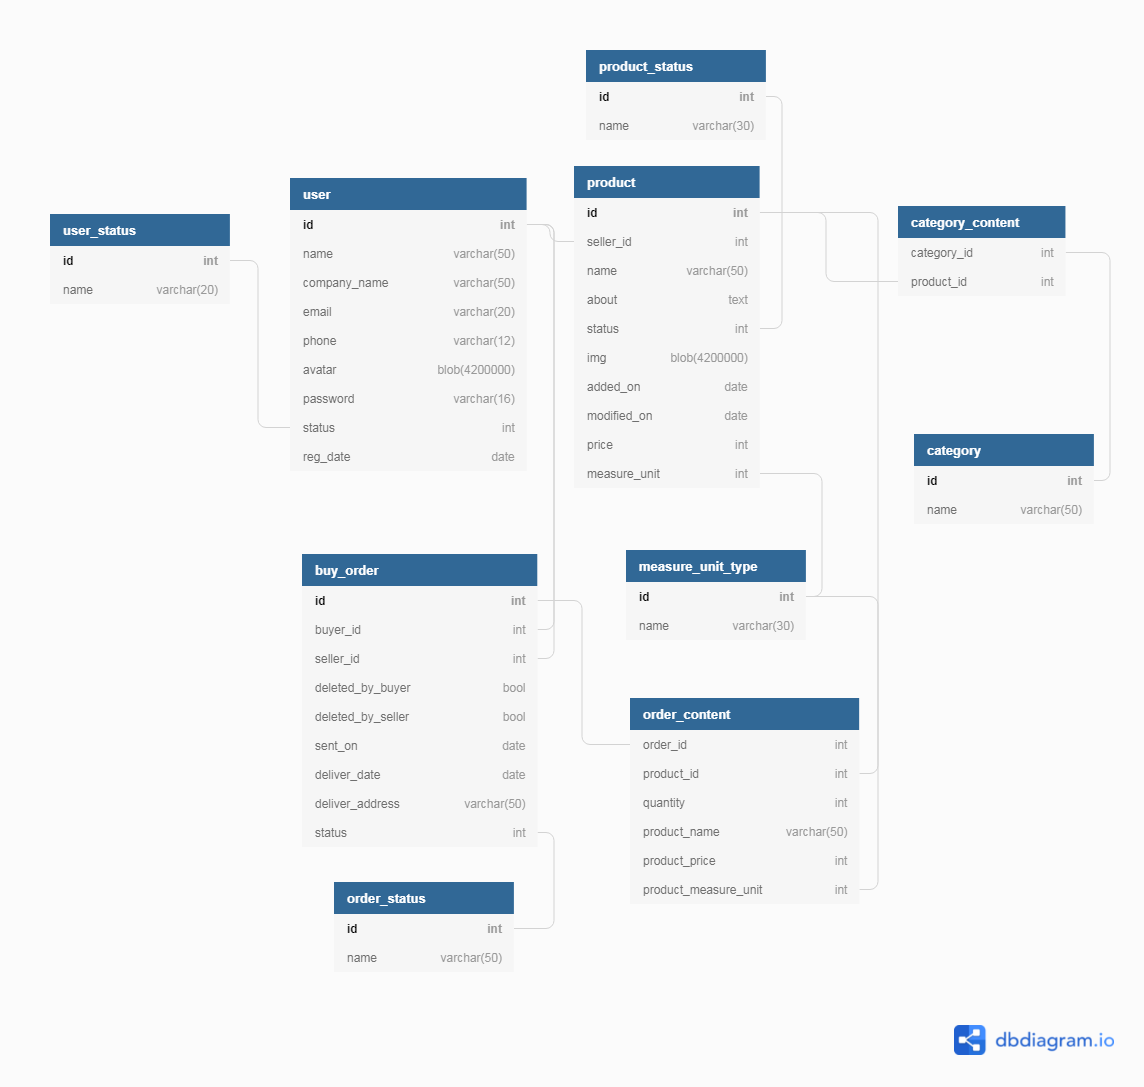 product_status
id int
name varchar(30)
user
id int
name varchar(50)
company_name varchar(50)
email varchar(20)
phone varchar(12)
avatar blob(4200000)
password varchar(16)
status int
reg_date date
product
id int
seller_id int
name varchar(50)
about text
status int
img blob(4200000)
added_on date
modified_on date
price int
measure_unit int
category_content
category_id int
product_id int
user_status
id int
name varchar(20)
category
id int
name varchar(50)
buy_order
id int
buyer_id int
seller_id int
deleted_by_buyer bool
deleted_by_seller bool
sent_on date
deliver_date date
deliver_address varchar(50)
status int
measure_unit_type
id int
name varchar(30)
order_content
order_id int
product_id int
quantity int
product_name varchar(50)
product_price int
product_measure_unit int
order_status
id int
name varchar(50)
dbdiagram.io